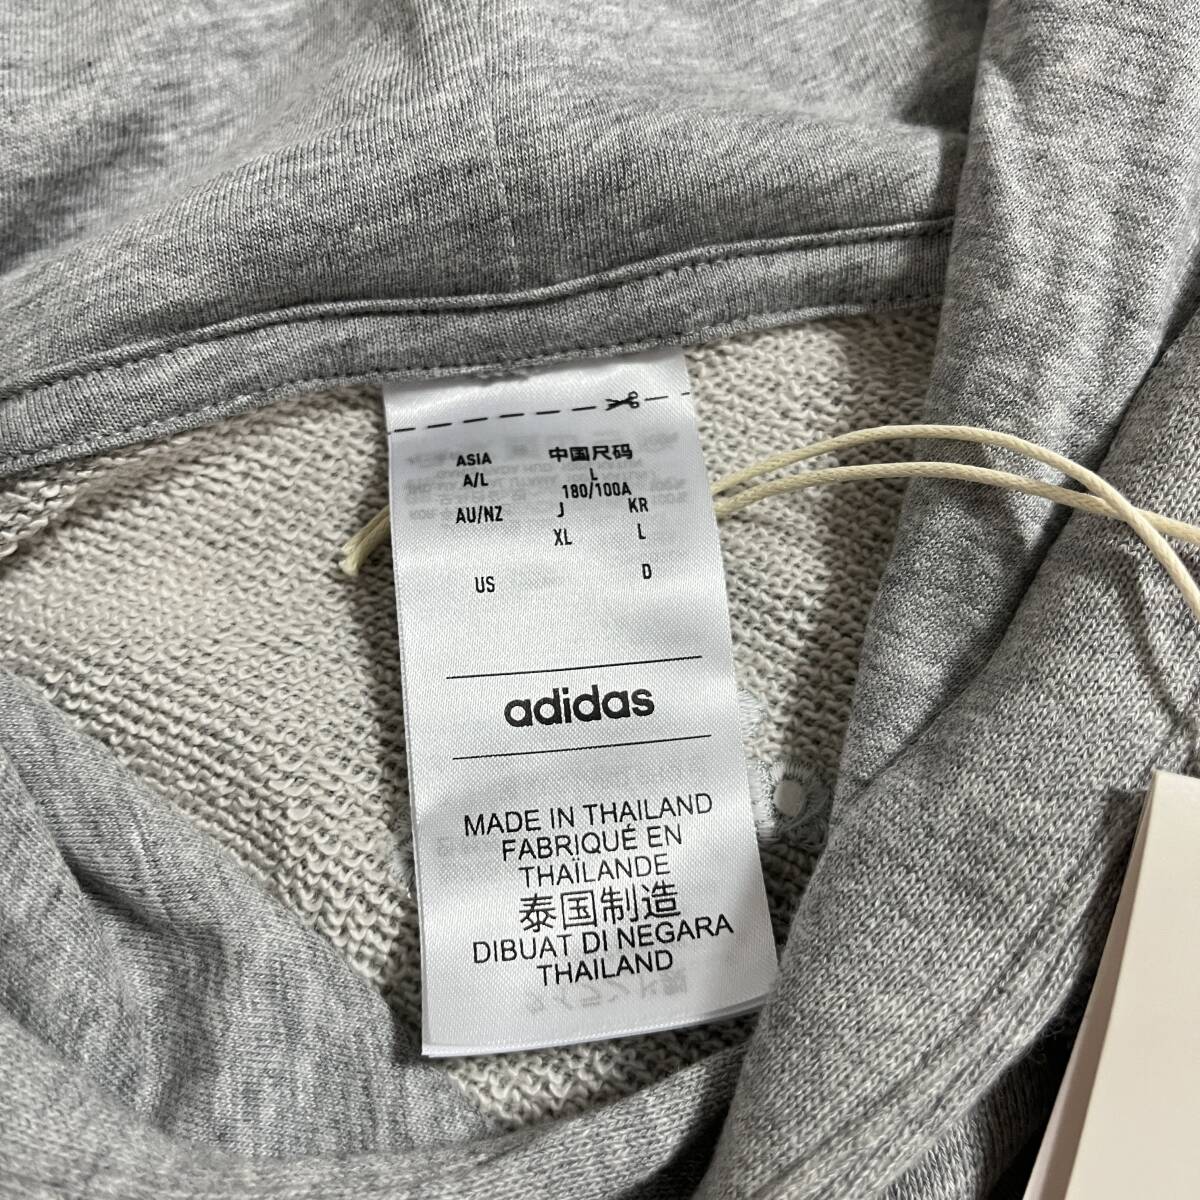 ASIA 中国尺码
A/L L
180/100A
AU/NZ J KR
XL L
US D
adidas
MADE IN THAILAND
FABRIQUÉ EN
THAÏLANDE
泰国制造
DIBUAT DI NEGARA
THAILAND